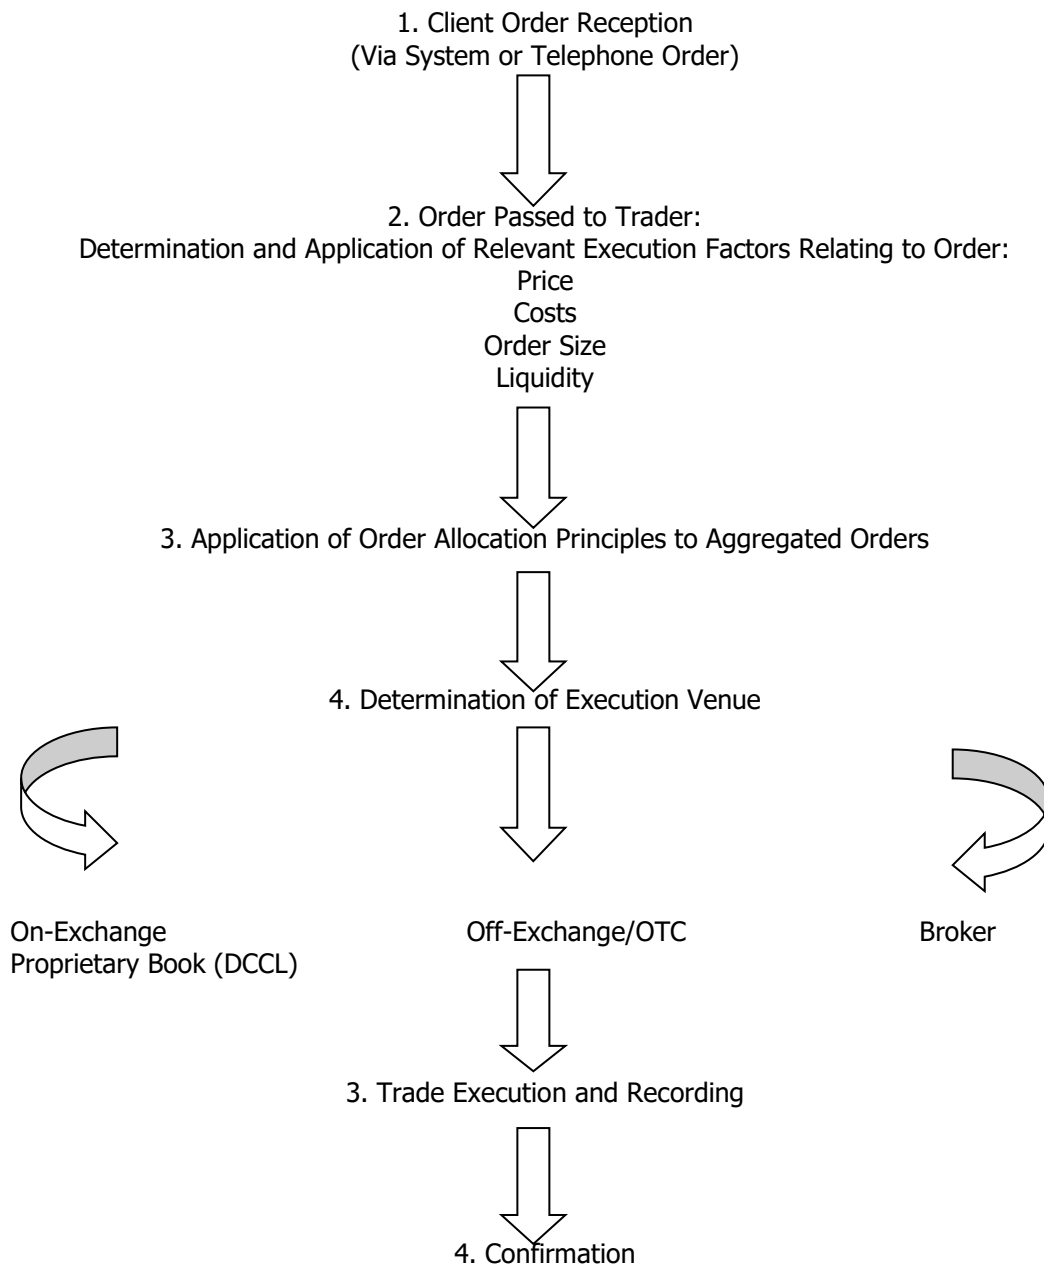 1. Client Order Reception
(Via System or Telephone Order)
2. Order Passed to Trader:
Determination and Application of Relevant Execution Factors Relating to Order:
Price
Costs
Order Size
Liquidity
3. Application of Order Allocation Principles to Aggregated Orders
4. Determination of Execution Venue
On-Exchange
Proprietary Book (DCCL)
Off-Exchange/OTC
Broker
3. Trade Execution and Recording
4. Confirmation